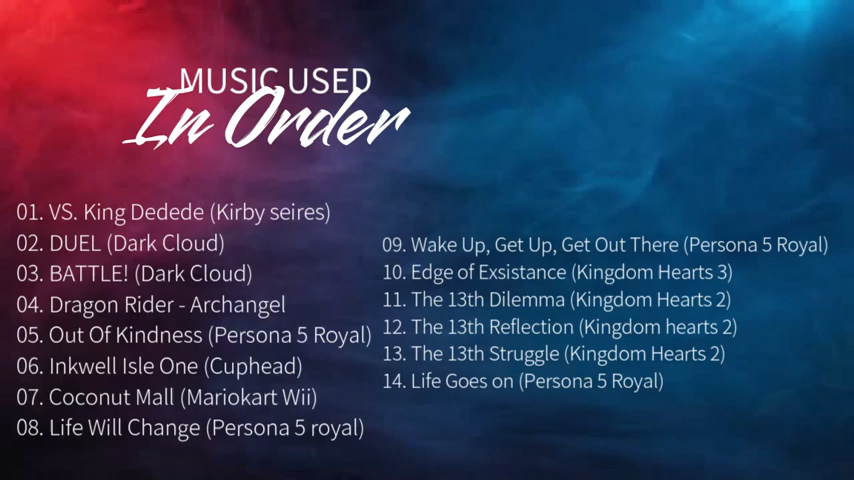 MUSIC USED
In Order
01. VS. King Dedede (Kirby seires)
02. DUEL (Dark Cloud)
03. BATTLE! (Dark Cloud)
04. Dragon Rider - Archangel
05. Out Of Kindness (Persona 5 Royal)
06. Inkwell Isle One (Cuphead)
07. Coconut Mall (Mariokart Wii)
08. Life Will Change (Persona 5 royal)
09. Wake Up, Get Up, Get Out There (Persona 5 Royal)
10. Edge of Exsistance (Kingdom Hearts 3)
11. The 13th Dilemma (Kingdom Hearts 2)
12. The 13th Reflection (Kingdom hearts 2)
13. The 13th Struggle (Kingdom Hearts 2)
14. Life Goes on (Persona 5 Royal)